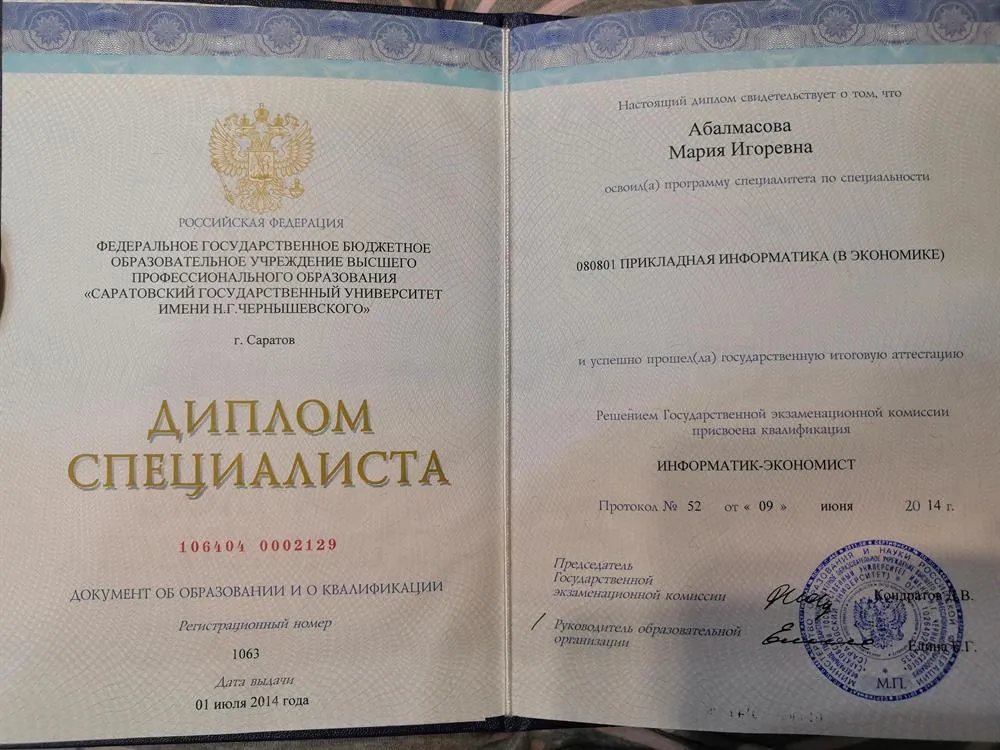 РОССИЙСКАЯ ФЕДЕРАЦИЯ
ФЕДЕРАЛЬНОЕ ГОСУДАРСТВЕННОЕ БЮДЖЕТНОЕ
ОБРАЗОВАТЕЛЬНОЕ УЧРЕЖДЕНИЕ ВЫСШЕГО
ПРОФЕССИОНАЛЬНОГО ОБРАЗОВАНИЯ
«САРАТОВСКИЙ ГОСУДАРСТВЕННЫЙ УНИВЕРСИТЕТ
ИМЕНИ Н.Г.ЧЕРНЫШЕВСКОГО»
г. Саратов
ДИПЛОМ
СПЕЦИАЛИСТА
106404 0002129
ДОКУМЕНТ ОБ ОБРАЗОВАНИИ И О КВАЛИФИКАЦИИ
Регистрационный номер
1063
Дата выдачи
01 июля 2014 года
Настоящий диплом свидетельствует о том, что
Абалмасова
Мария Игоревна
освоил(а) программу специалитета по специальности
080801 ПРИКЛАДНАЯ ИНФОРМАТИКА (В ЭКОНОМИКЕ)
и успешно прошел(ла) государственную итоговую аттестацию
Решением Государственной экзаменационной комиссии
присвоена квалификация
ИНФОРМАТИК-ЭКОНОМИСТ
Протокол № 52 от « 09 » июня 20 14 г.
Председатель
Государственной
экзаменационной комиссии
Кондратов Д.В.
/ Руководитель образовательной
организации
Елина Е.Г.
М.П.